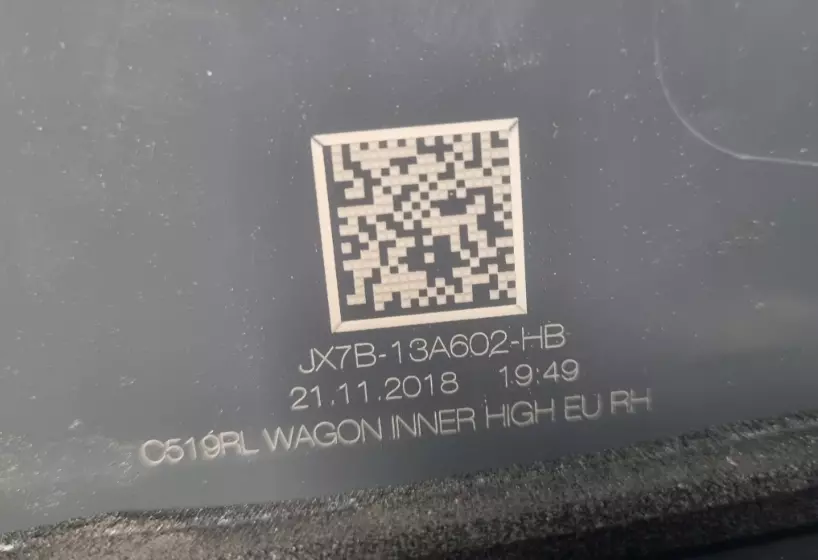 JX7B-13A602-HB
21.11.2018 19:49
C519RL WAGON INNER HIGH EU RH